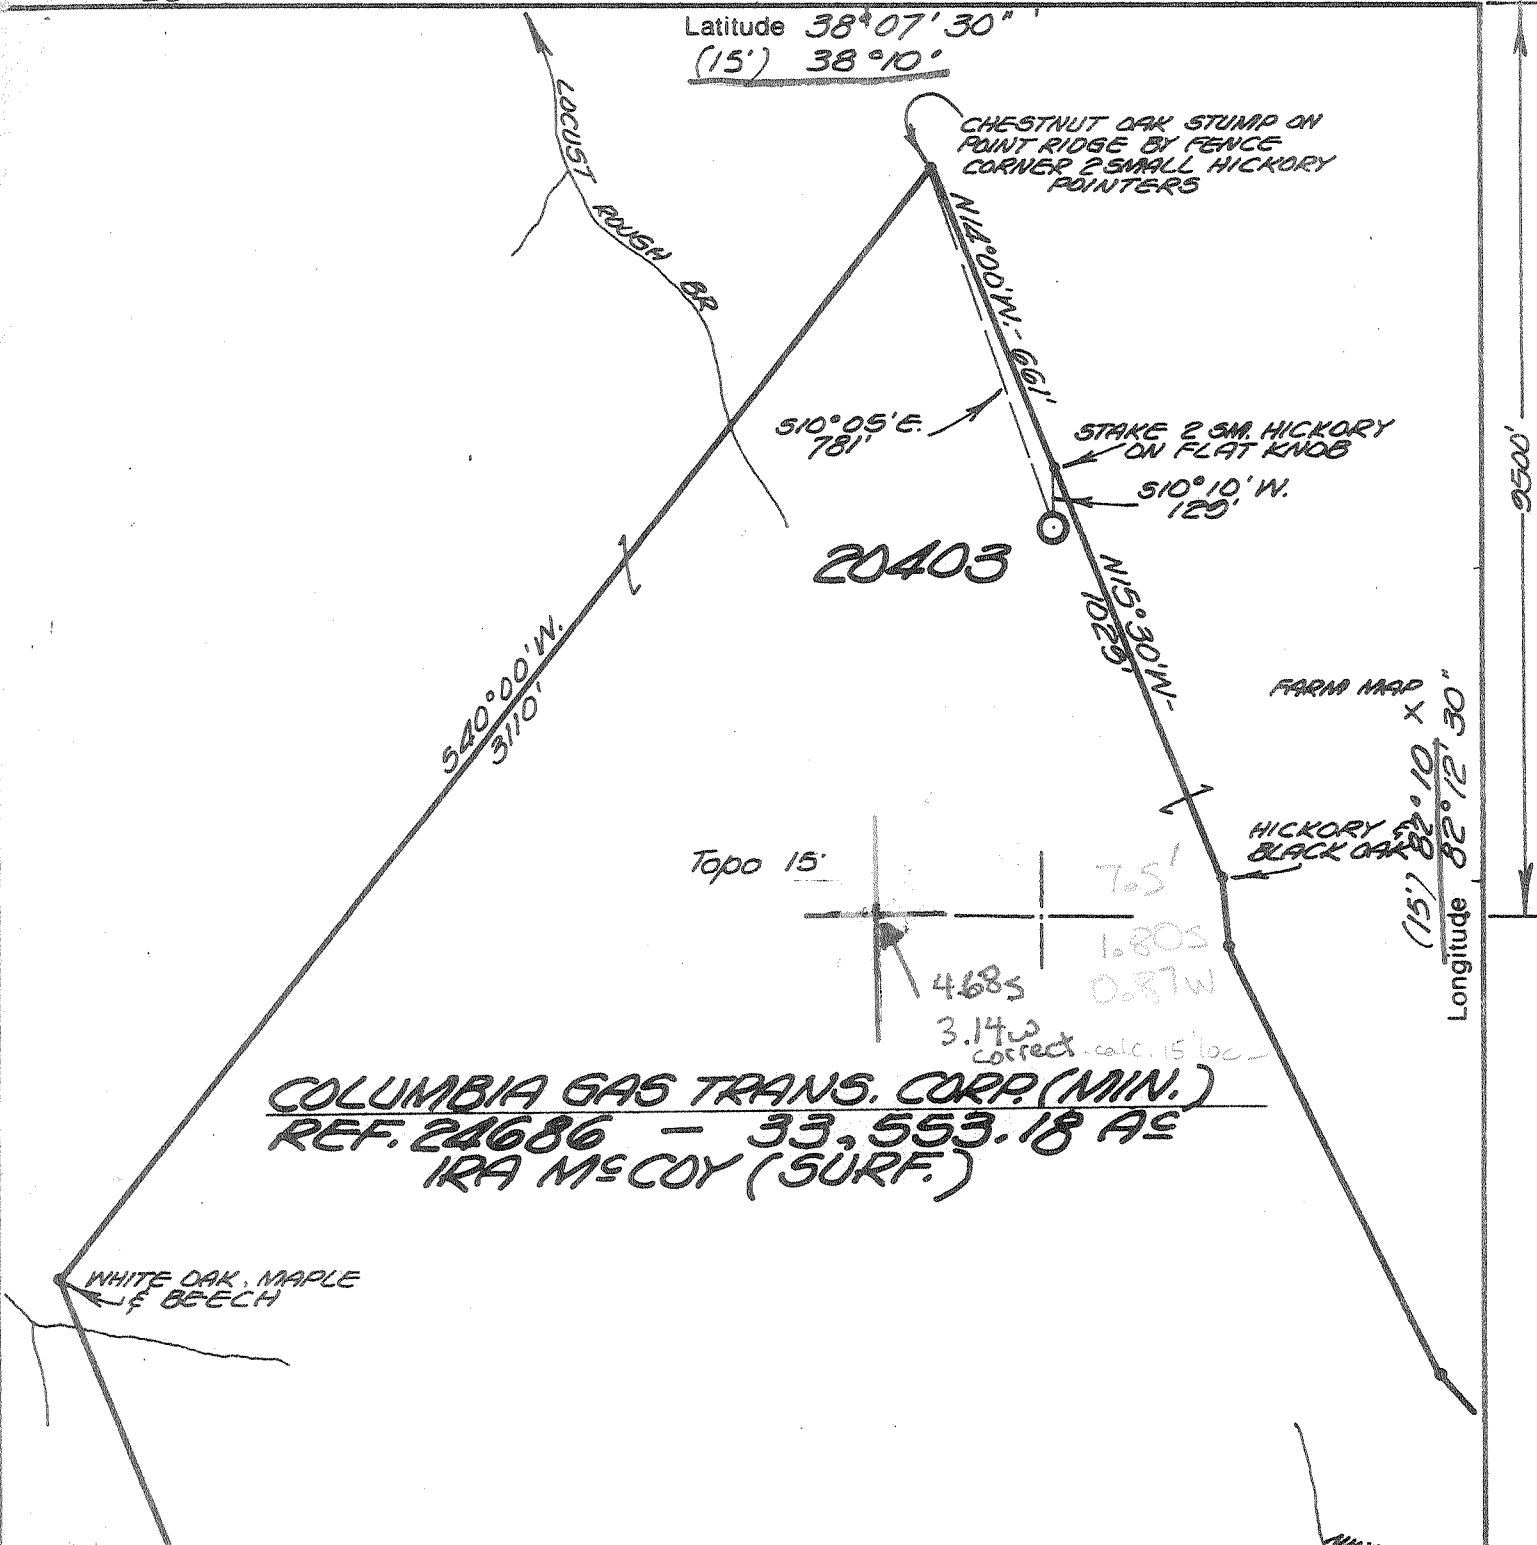 Latitude 38°07'30"
(15') 38°10'
LOCUST ROUGH BR
CHESTNUT OAK STUMP ON
POINT RIDGE BY FENCE
CORNER 2 SMALL HICKORY
POINTERS
N14°00'W.-661'
S10°05'E.
781'
STAKE 2 SM. HICKORY
ON FLAT KNOB
S10°10'W.
129'
9500'
20403
N15°30'W-
1029'
S40°00'W.
3110'
FARM MAP
X
(15') 82°10
Longitude 82°12'30"
HICKORY &
BLACK OAK
Topo 15'
7.5'
1.80S
0.87W
4.68S
3.14W
correct calc. 15' loc-
COLUMBIA GAS TRANS. CORP. (MIN.)
REF. 24686 - 33,553.18 Ac
IRA McCOY (SURF.)
WHITE OAK, MAPLE
& BEECH